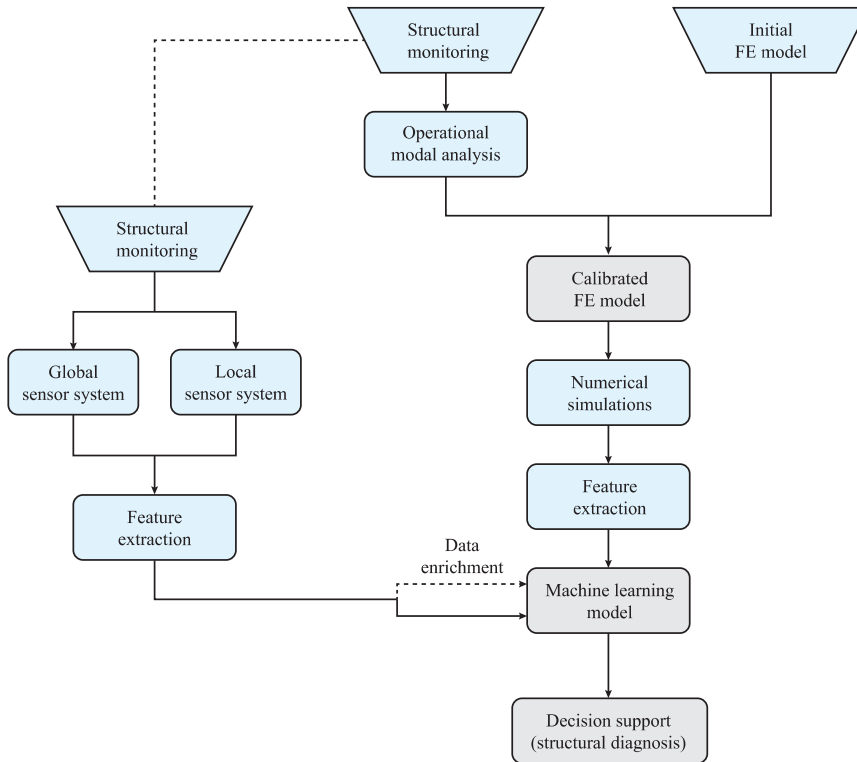 Structural
monitoring
Initial
FE model
Operational
modal analysis
Structural
monitoring
Calibrated
FE model
Global
sensor system
Local
sensor system
Numerical
simulations
Feature
extraction
Feature
extraction
Data
enrichment
Machine learning
model
Decision support
(structural diagnosis)